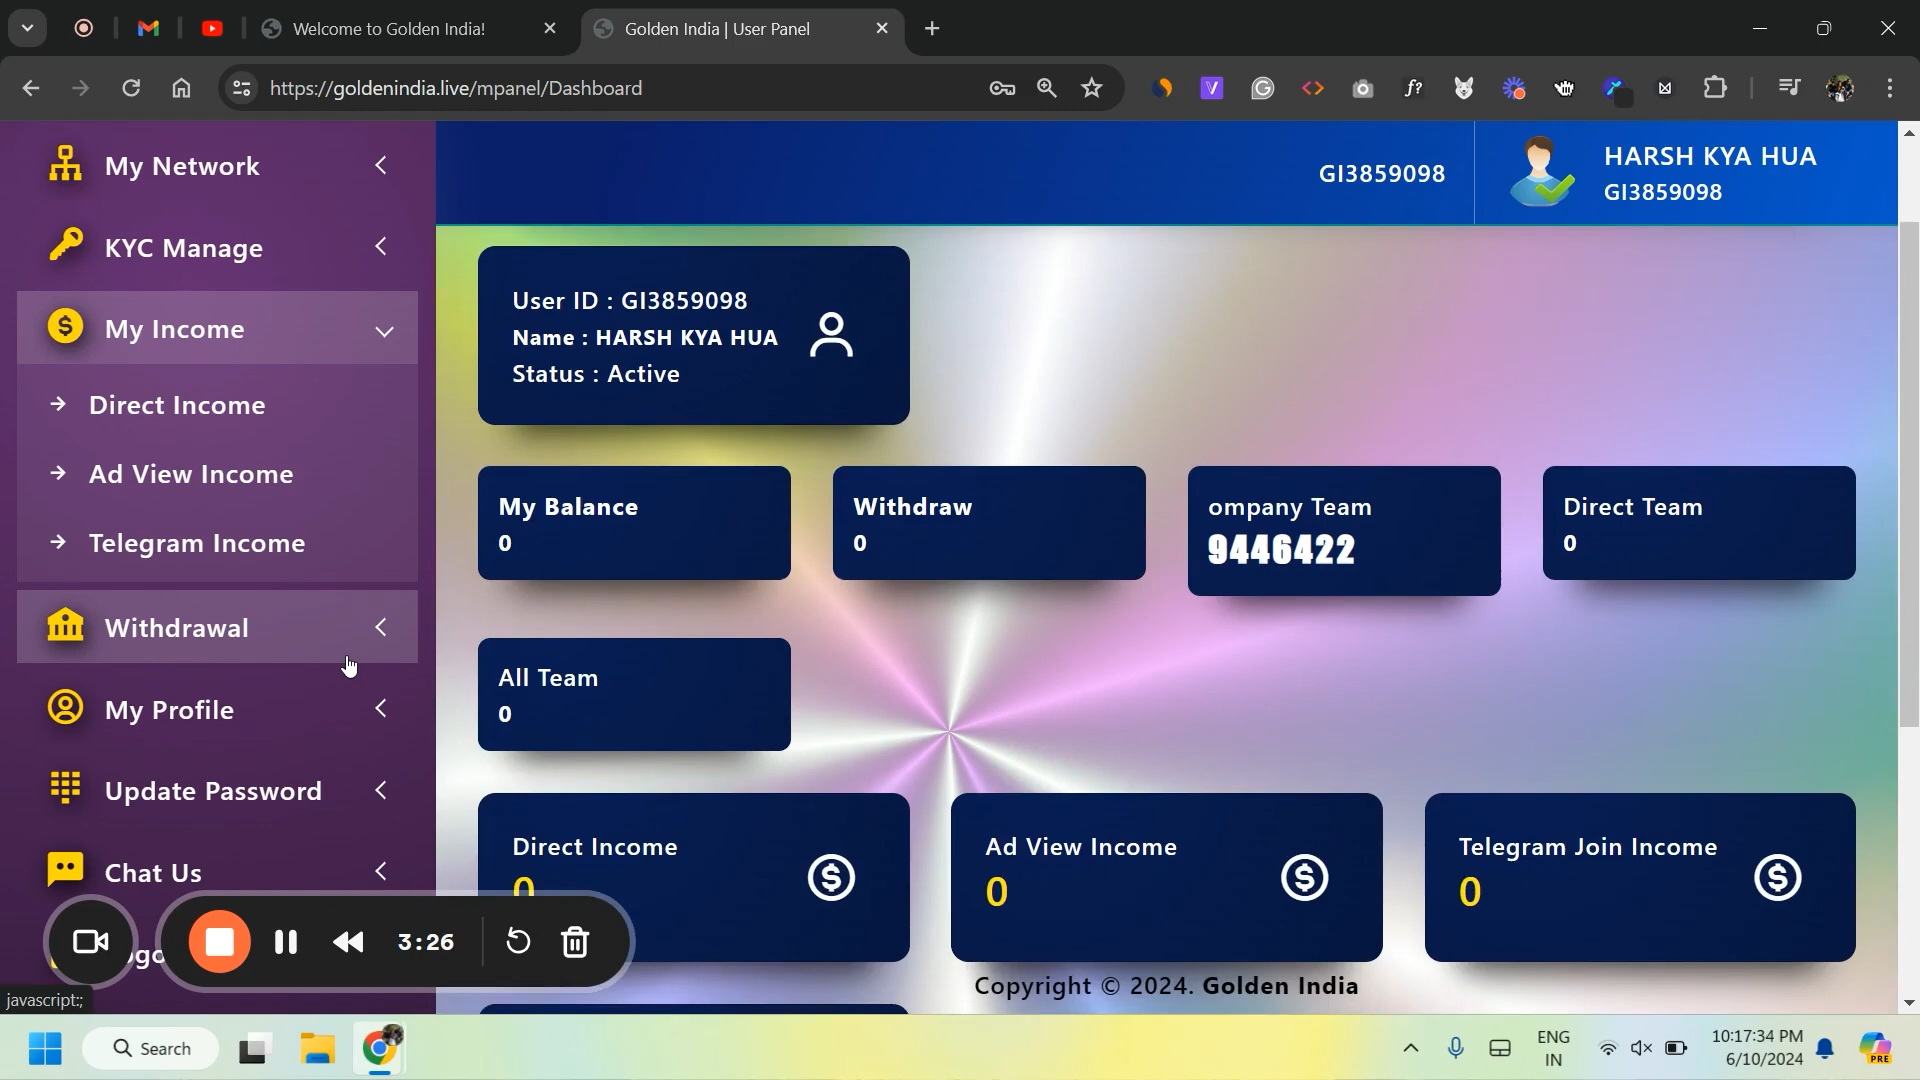 Welcome to Golden India!
Golden India | User Panel
https://goldenindia.live/mpanel/Dashboard
My Network
KYC Manage
My Income
Direct Income
Ad View Income
Telegram Income
Withdrawal
My Profile
Update Password
Chat Us
GI3859098
HARSH KYA HUA
GI3859098
User ID : GI3859098
Name : HARSH KYA HUA
Status : Active
My Balance
0
Withdraw
0
ompany Team
9446422
Direct Team
0
All Team
0
Direct Income
0
Ad View Income
0
Telegram Join Income
0
Copyright © 2024. Golden India
3:26
javascript:;
Search
ENG
IN
10:17:34 PM
6/10/2024
PRE